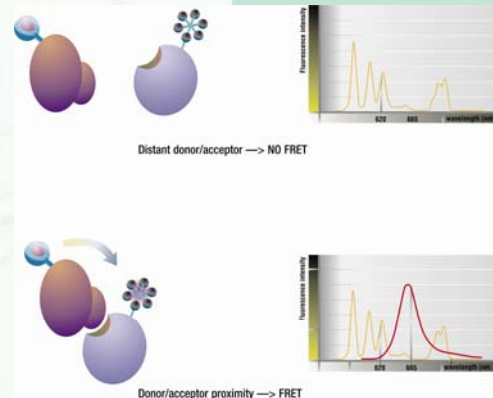 Fluorescence intensity
620 665 wavelength (nm)
Distant donor/acceptor —> NO FRET
Fluorescence intensity
620 665 wavelength (nm)
Donor/acceptor proximity —> FRET